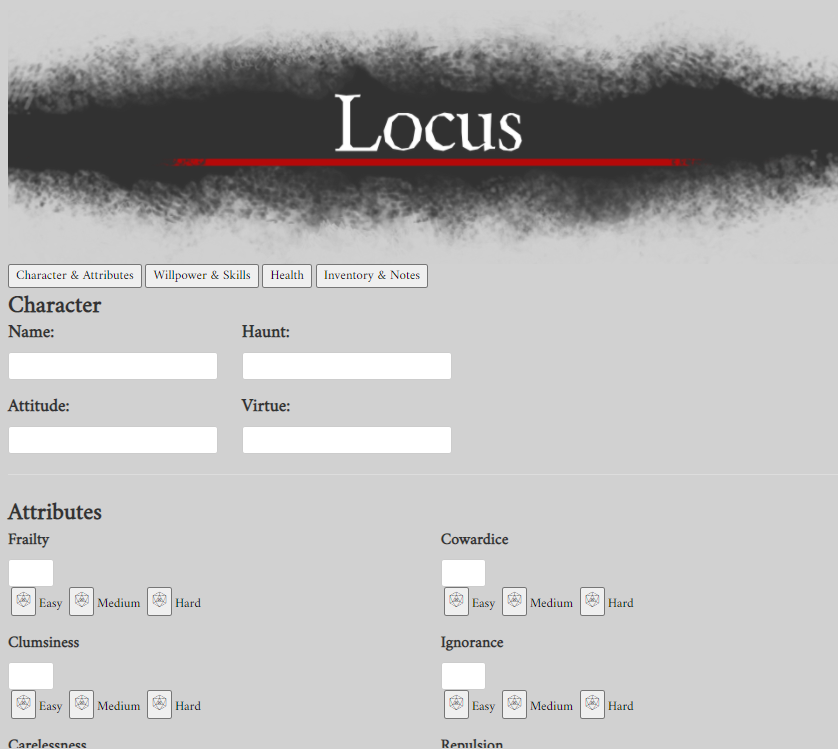 Locus
Character & Attributes Willpower & Skills Health Inventory & Notes
Character
Name: Haunt:
Attitude: Virtue:
Attributes
Frailty Cowardice
Easy Medium Hard Easy Medium Hard
Clumsiness Ignorance
Easy Medium Hard Easy Medium Hard
Carelessness Repulsion